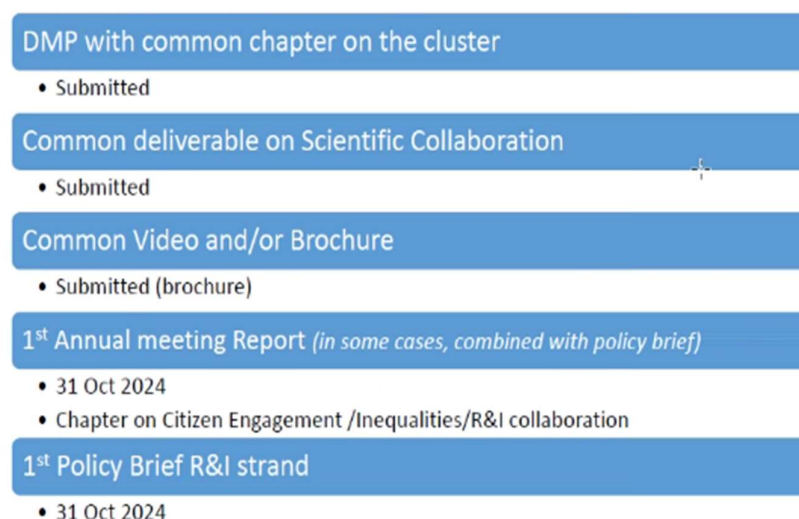 DMP with common chapter on the cluster
• Submitted
Common deliverable on Scientific Collaboration
• Submitted
Common Video and/or Brochure
• Submitted (brochure)
1st Annual meeting Report (in some cases, combined with policy brief)
• 31 Oct 2024
• Chapter on Citizen Engagement /Inequalities/R&I collaboration
1st Policy Brief R&I strand
• 31 Oct 2024